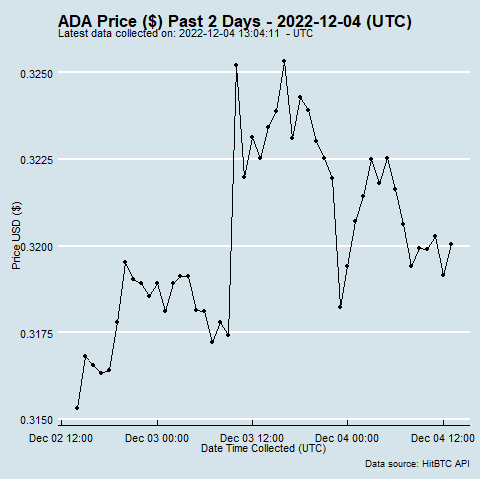 ADA Price ($) Past 2 Days - 2022-12-04 (UTC)
Latest data collected on: 2022-12-04 13:04:11 - UTC
0.3250
0.3225
0.3200
0.3175
0.3150
Price USD ($)
Dec 02 12:00
Dec 03 00:00
Dec 03 12:00
Dec 04 00:00
Dec 04 12:00
Date Time Collected (UTC)
Data source: HitBTC API